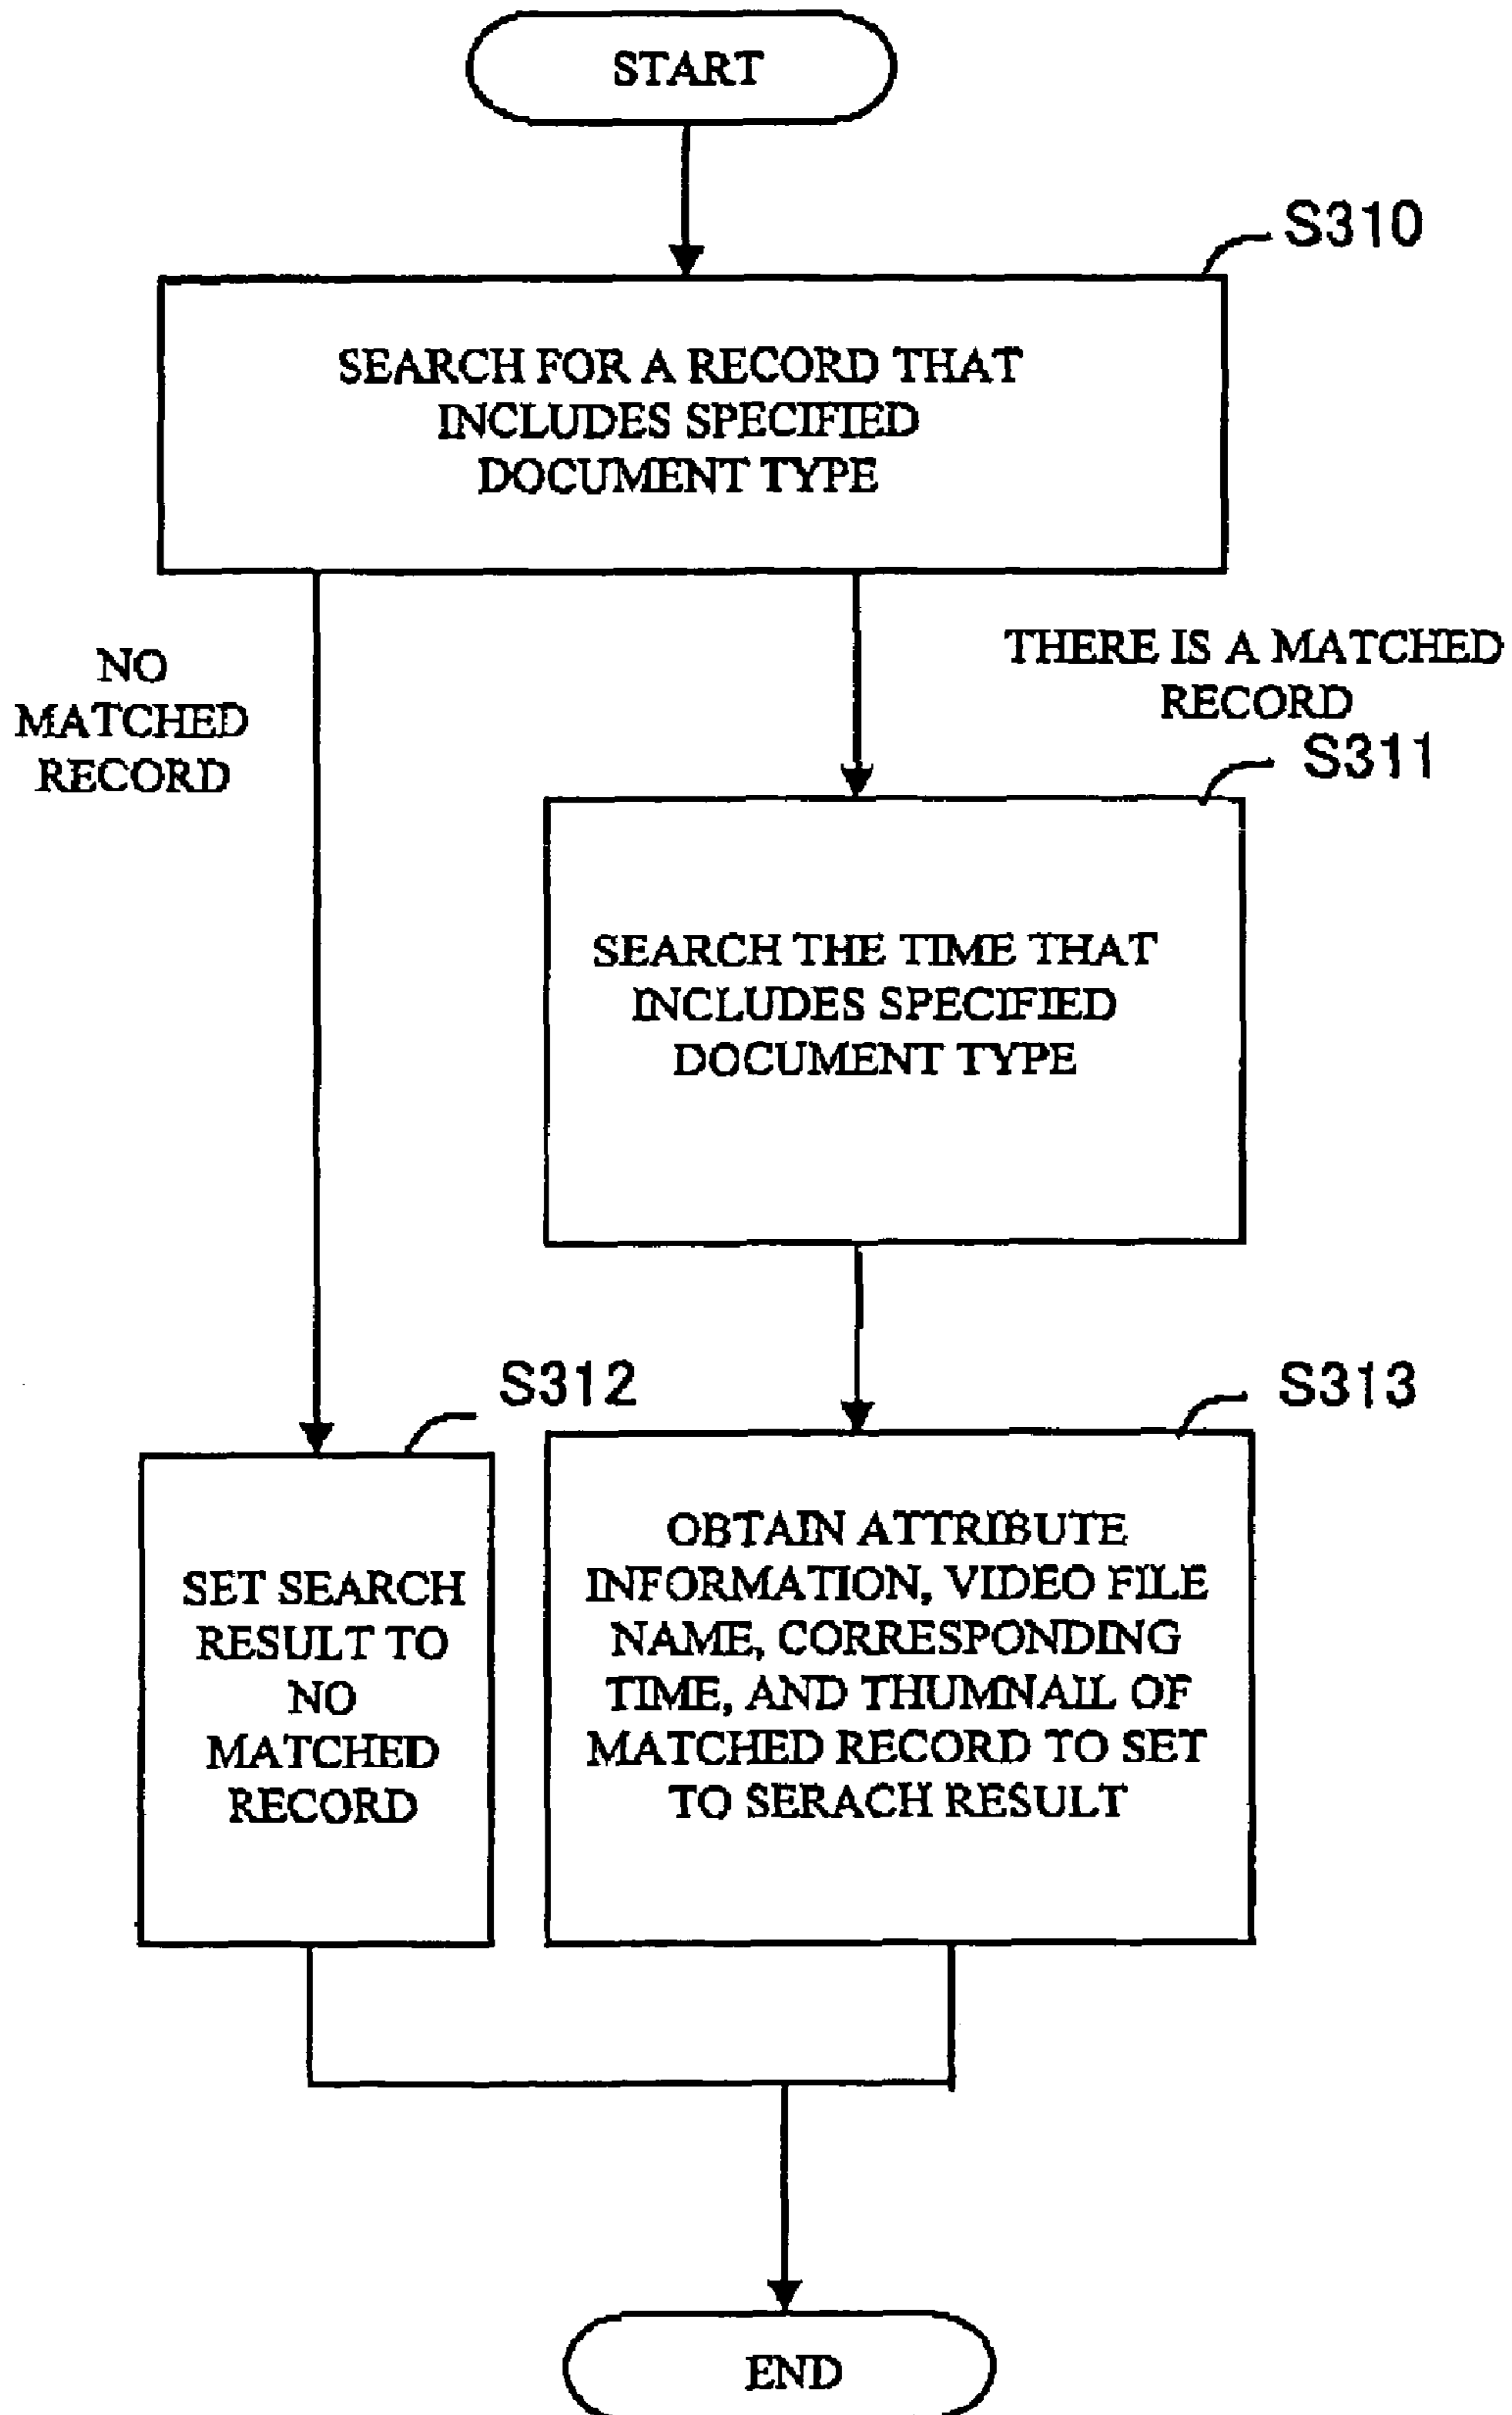 START
S310
SEARCH FOR A RECORD THAT
INCLUDES SPECIFIED
DOCUMENT TYPE
NO
MATCHED
RECORD
THERE IS A MATCHED
RECORD
S311
SEARCH THE TIME THAT
INCLUDES SPECIFIED
DOCUMENT TYPE
S312
SET SEARCH
RESULT TO
NO
MATCHED
RECORD
S313
OBTAIN ATTRIBUTE
INFORMATION, VIDEO FILE
NAME, CORRESPONDING
TIME, AND THUMNAIL OF
MATCHED RECORD TO SET
TO SERACH RESULT
END